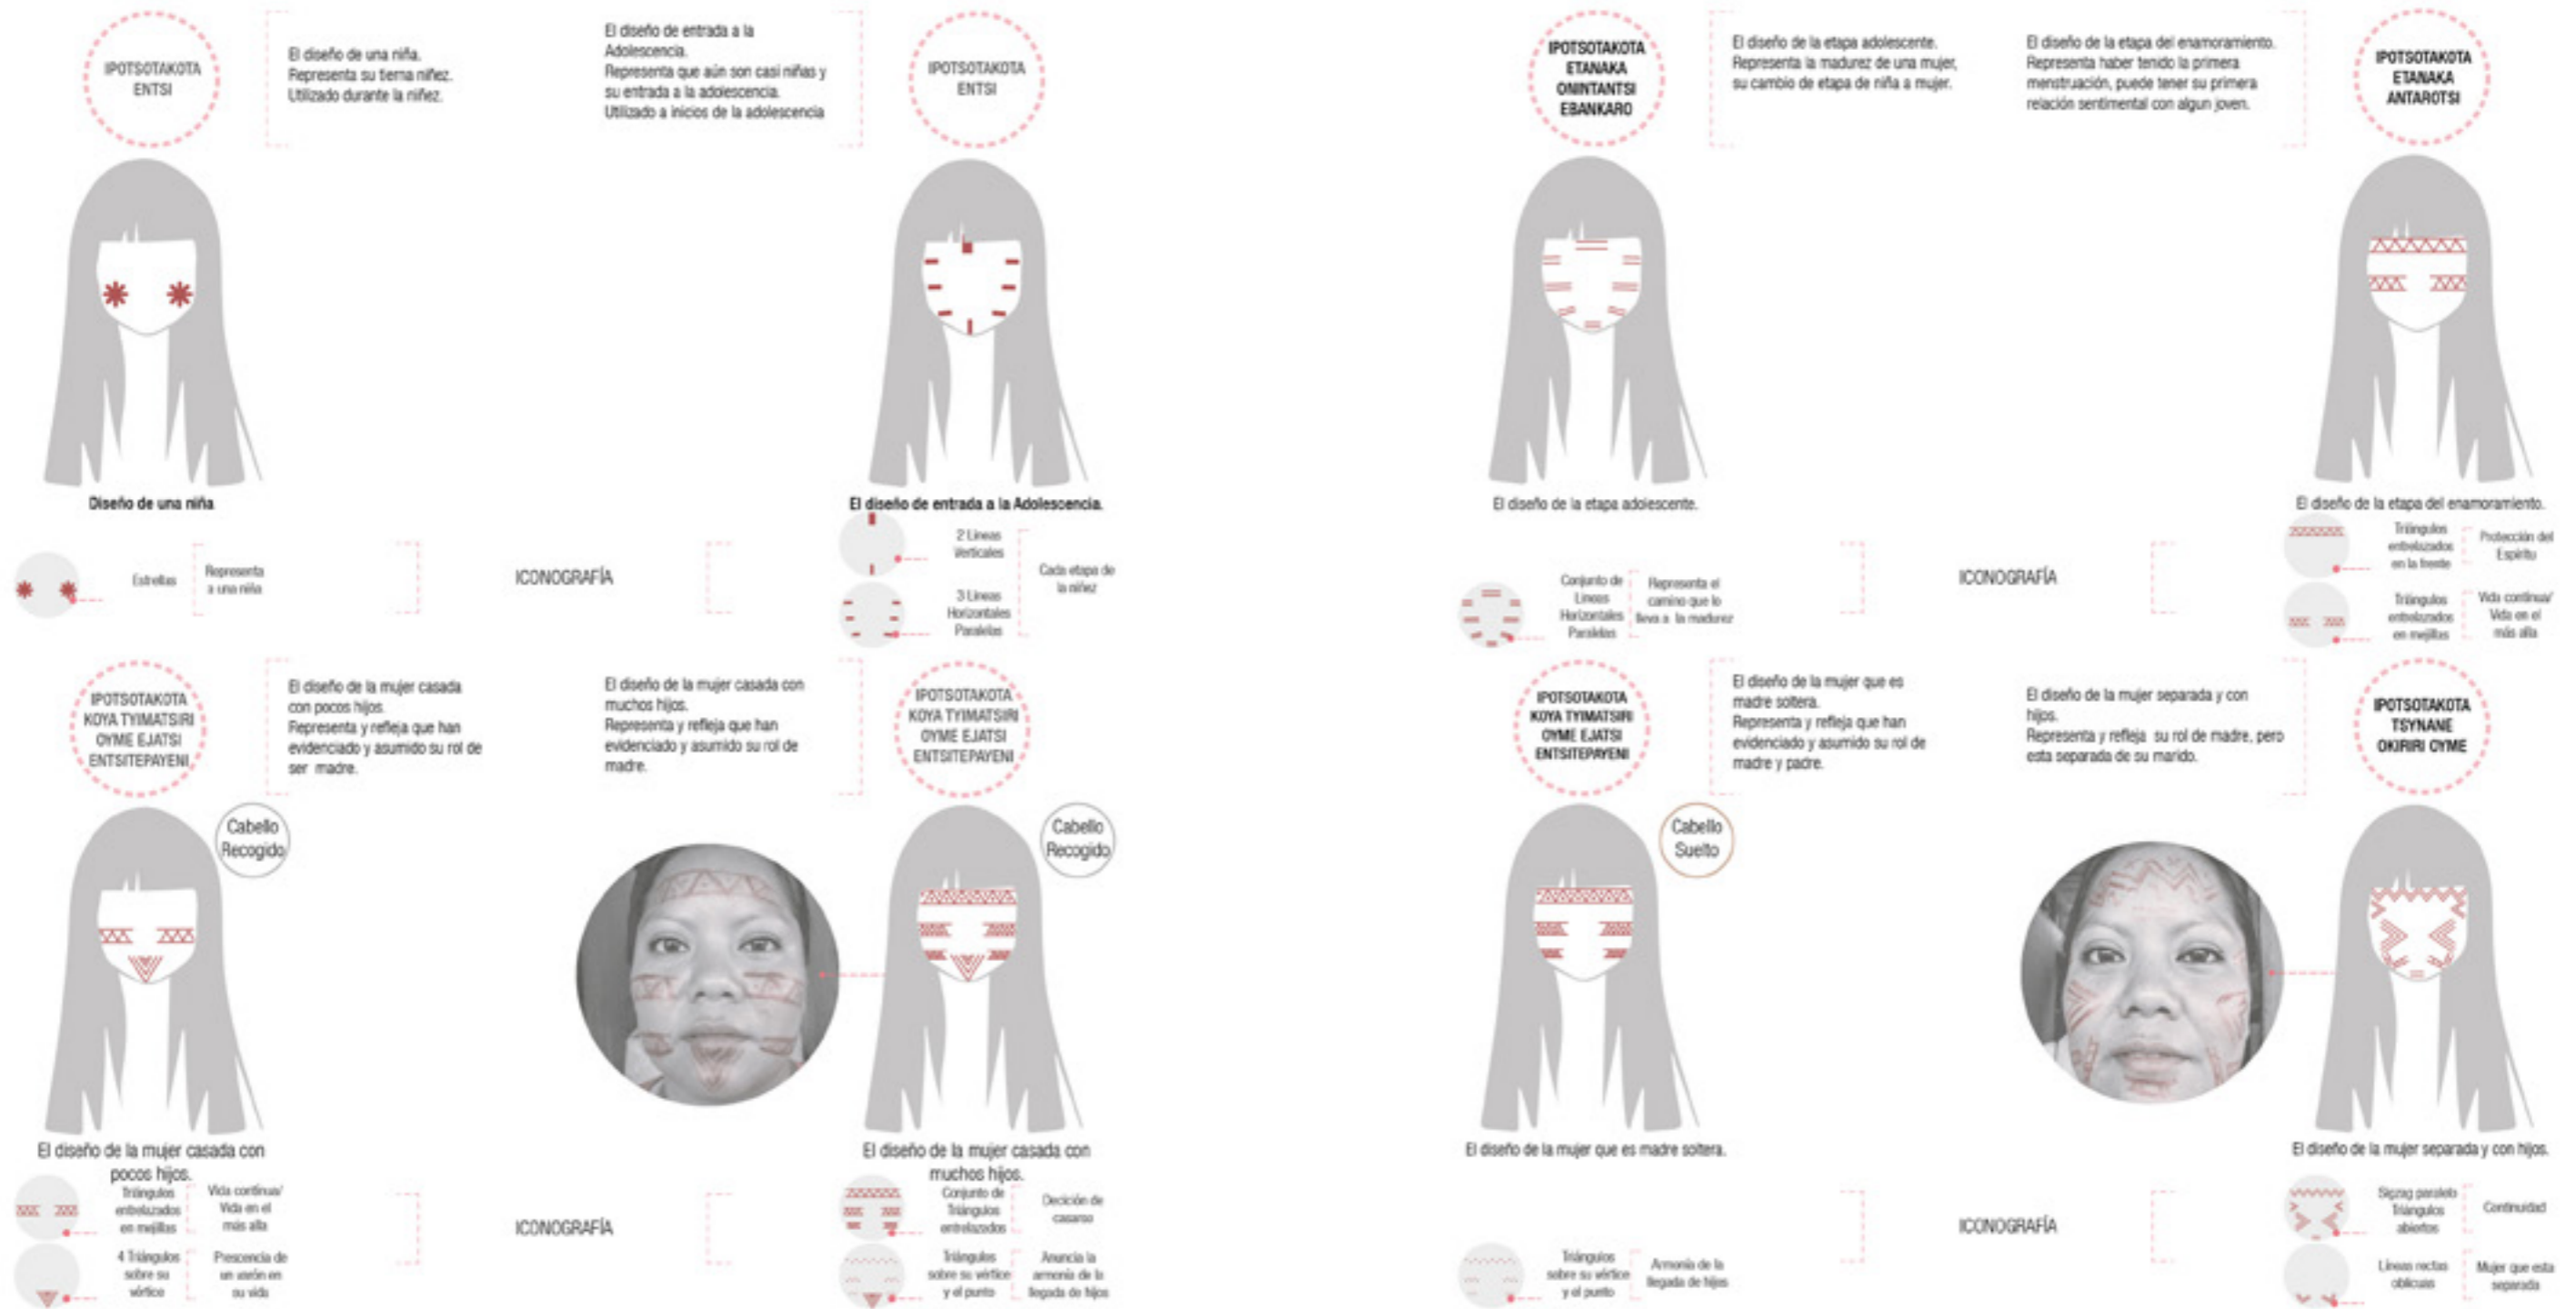 IPOTSOTAKOTA
ENTSI
El diseño de una niña.
Representa su tierna niñez.
Utilizado durante la niñez.
El diseño de entrada a la
Adolescencia.
Representa que aún son casi niñas y
su entrada a la adolescencia.
Utilizado a inicios de la adolescencia
IPOTSOTAKOTA
ENTSI
Diseño de una niña
El diseño de entrada a la Adolescencia.
Estrellas
Representa
a una niña
ICONOGRAFÍA
2 Líneas
Verticales
3 Líneas
Horizontales
Paralelas
Cada etapa de
la niñez
IPOTSOTAKOTA
ETANAKA
ONINTANTSI
EBANKARO
El diseño de la etapa adolescente.
Representa la madurez de una mujer,
su cambio de etapa de niña a mujer.
El diseño de la etapa del enamoramiento.
Representa haber tenido la primera
menstruación, puede tener su primera
relación sentimental con algun joven.
IPOTSOTAKOTA
ETANAKA
ANTAROTSI
El diseño de la etapa adolescente.
El diseño de la etapa del enamoramiento.
Conjunto de
Líneas
Horizontales
Paralelas
Representa el
camino que lo
lleva a la madurez
ICONOGRAFÍA
Triángulos
entrelazados
en la frente
Protección del
Espíritu
Triángulos
entrelazados
en mejillas
Vida continua/
Vida en el
más alla
IPOTSOTAKOTA
KOYA TYIMATSIRI
OYME EJATSI
ENTSITEPAYENI
El diseño de la mujer casada
con pocos hijos.
Representa y refleja que han
evidenciado y asumido su rol de
ser madre.
El diseño de la mujer casada con
muchos hijos.
Representa y refleja que han
evidenciado y asumido su rol de
madre.
IPOTSOTAKOTA
KOYA TYIMATSIRI
OYME EJATSI
ENTSITEPAYENI
Cabello
Recogido
Cabello
Recogido
El diseño de la mujer casada con
pocos hijos.
El diseño de la mujer casada con
muchos hijos.
Triángulos
entrelazados
en mejillas
Vida continua/
Vida en el
más alla
4 Triángulos
sobre su
vértice
Prescencia de
un varón en
su vida
ICONOGRAFÍA
Conjunto de
Triángulos
entrelazados
Decición de
casarse
Triángulos
sobre su vértice
y el punto
Anuncia la
armonía de la
llegada de hijos
IPOTSOTAKOTA
KOYA TYIMATSIRI
OYME EJATSI
ENTSITEPAYENI
El diseño de la mujer que es
madre soltera.
Representa y refleja que han
evidenciado y asumido su rol de
madre y padre.
El diseño de la mujer separada y con
hijos.
Representa y refleja su rol de madre, pero
esta separada de su marido.
IPOTSOTAKOTA
TSYNANE
OKIRIRI OYME
Cabello
Suelto
El diseño de la mujer que es madre soltera.
El diseño de la mujer separada y con hijos.
Triángulos
sobre su vértice
y el punto
Armonía de la
llegada de hijos
ICONOGRAFÍA
Sigzag paralelo
Triángulos
abiertos
Continuidad
Líneas rectas
oblicuas
Mujer que esta
separada